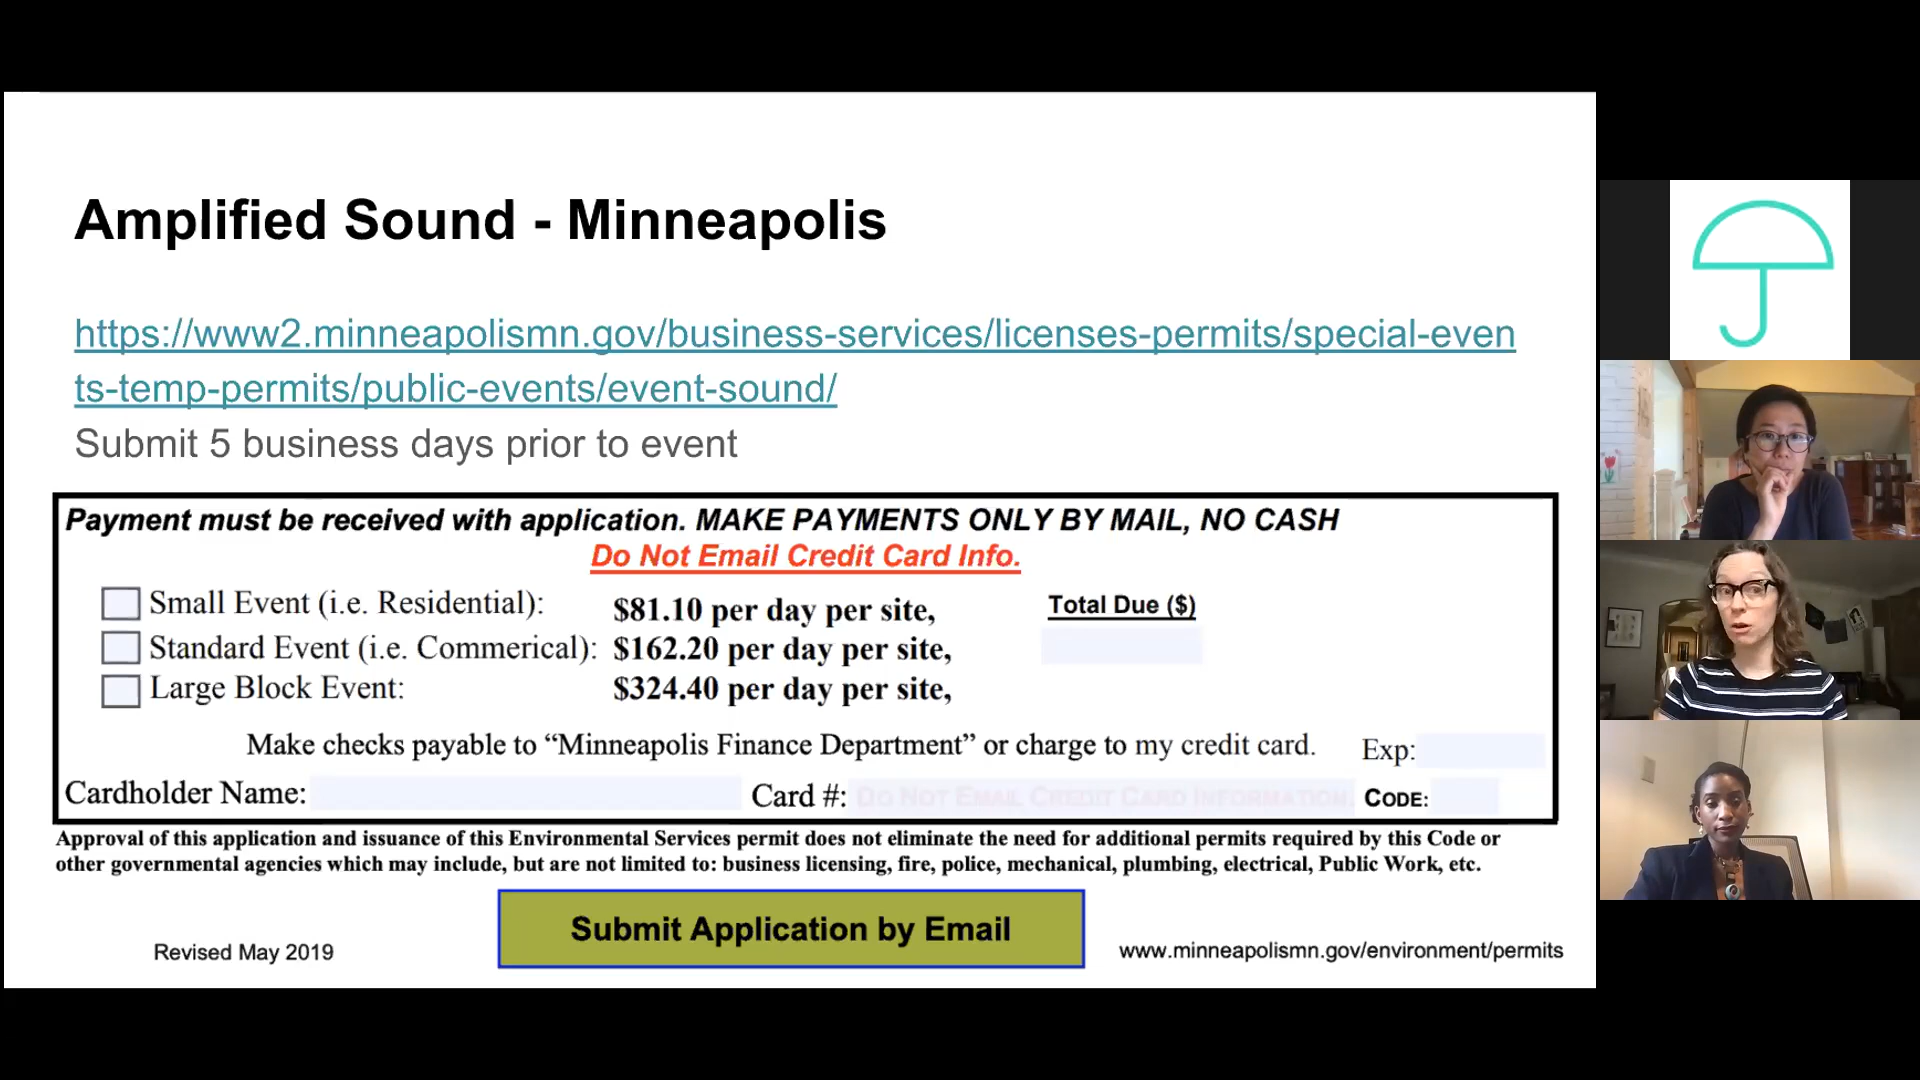 Amplified Sound - Minneapolis
https://www2.minneapolismn.gov/business-services/licenses-permits/special-even
ts-temp-permits/public-events/event-sound/
Submit 5 business days prior to event
Payment must be received with application. MAKE PAYMENTS ONLY BY MAIL, NO CASH
Do Not Email Credit Card Info.
Small Event (i.e. Residential): $81.10 per day per site, Total Due ($)
Standard Event (i.e. Commerical): $162.20 per day per site,
Large Block Event: $324.40 per day per site,
Make checks payable to “Minneapolis Finance Department” or charge to my credit card. Exp:
Cardholder Name: Card #: DO NOT EMAIL CREDIT CARD INFORMATION. CODE:
Approval of this application and issuance of this Environmental Services permit does not eliminate the need for additional permits required by this Code or
other governmental agencies which may include, but are not limited to: business licensing, fire, police, mechanical, plumbing, electrical, Public Work, etc.
Submit Application by Email
Revised May 2019 www.minneapolismn.gov/environment/permits